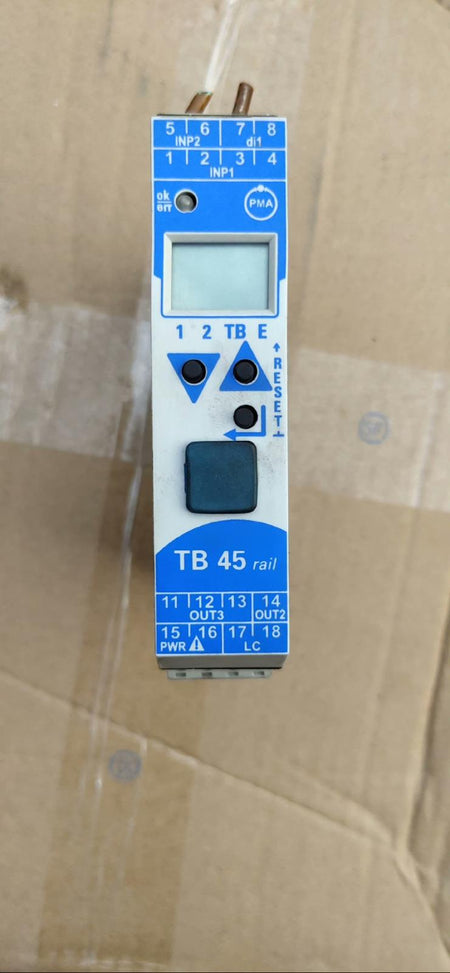 5 6 7 8
INP2 di1
1 2 3 4
INP1
ok
err
PMA
1 2 TB E
RESET
TB 45 rail
11 12 13 14
OUT3 OUT2
15 16 17 18
PWR LC